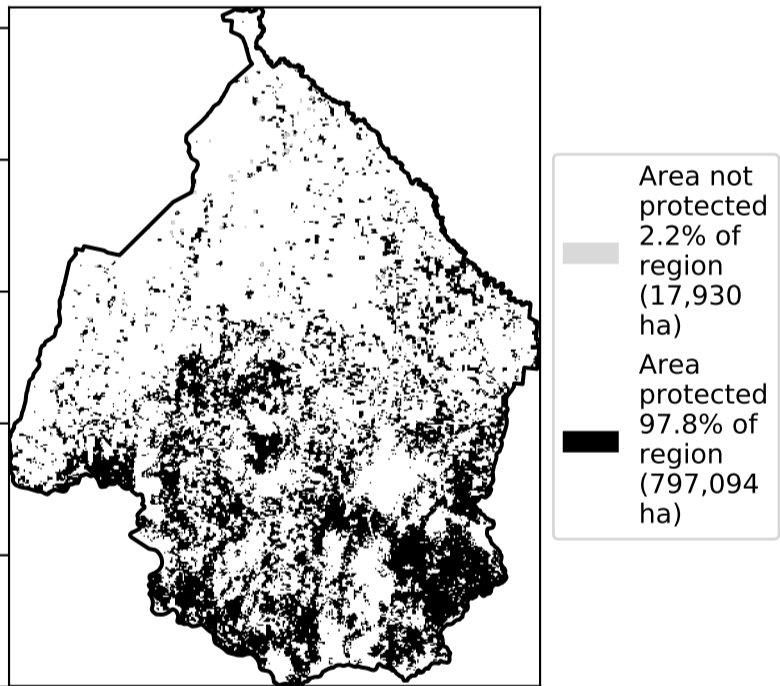 Area not
protected
2.2% of
region
(17,930
ha)
Area
protected
97.8% of
region
(797,094
ha)